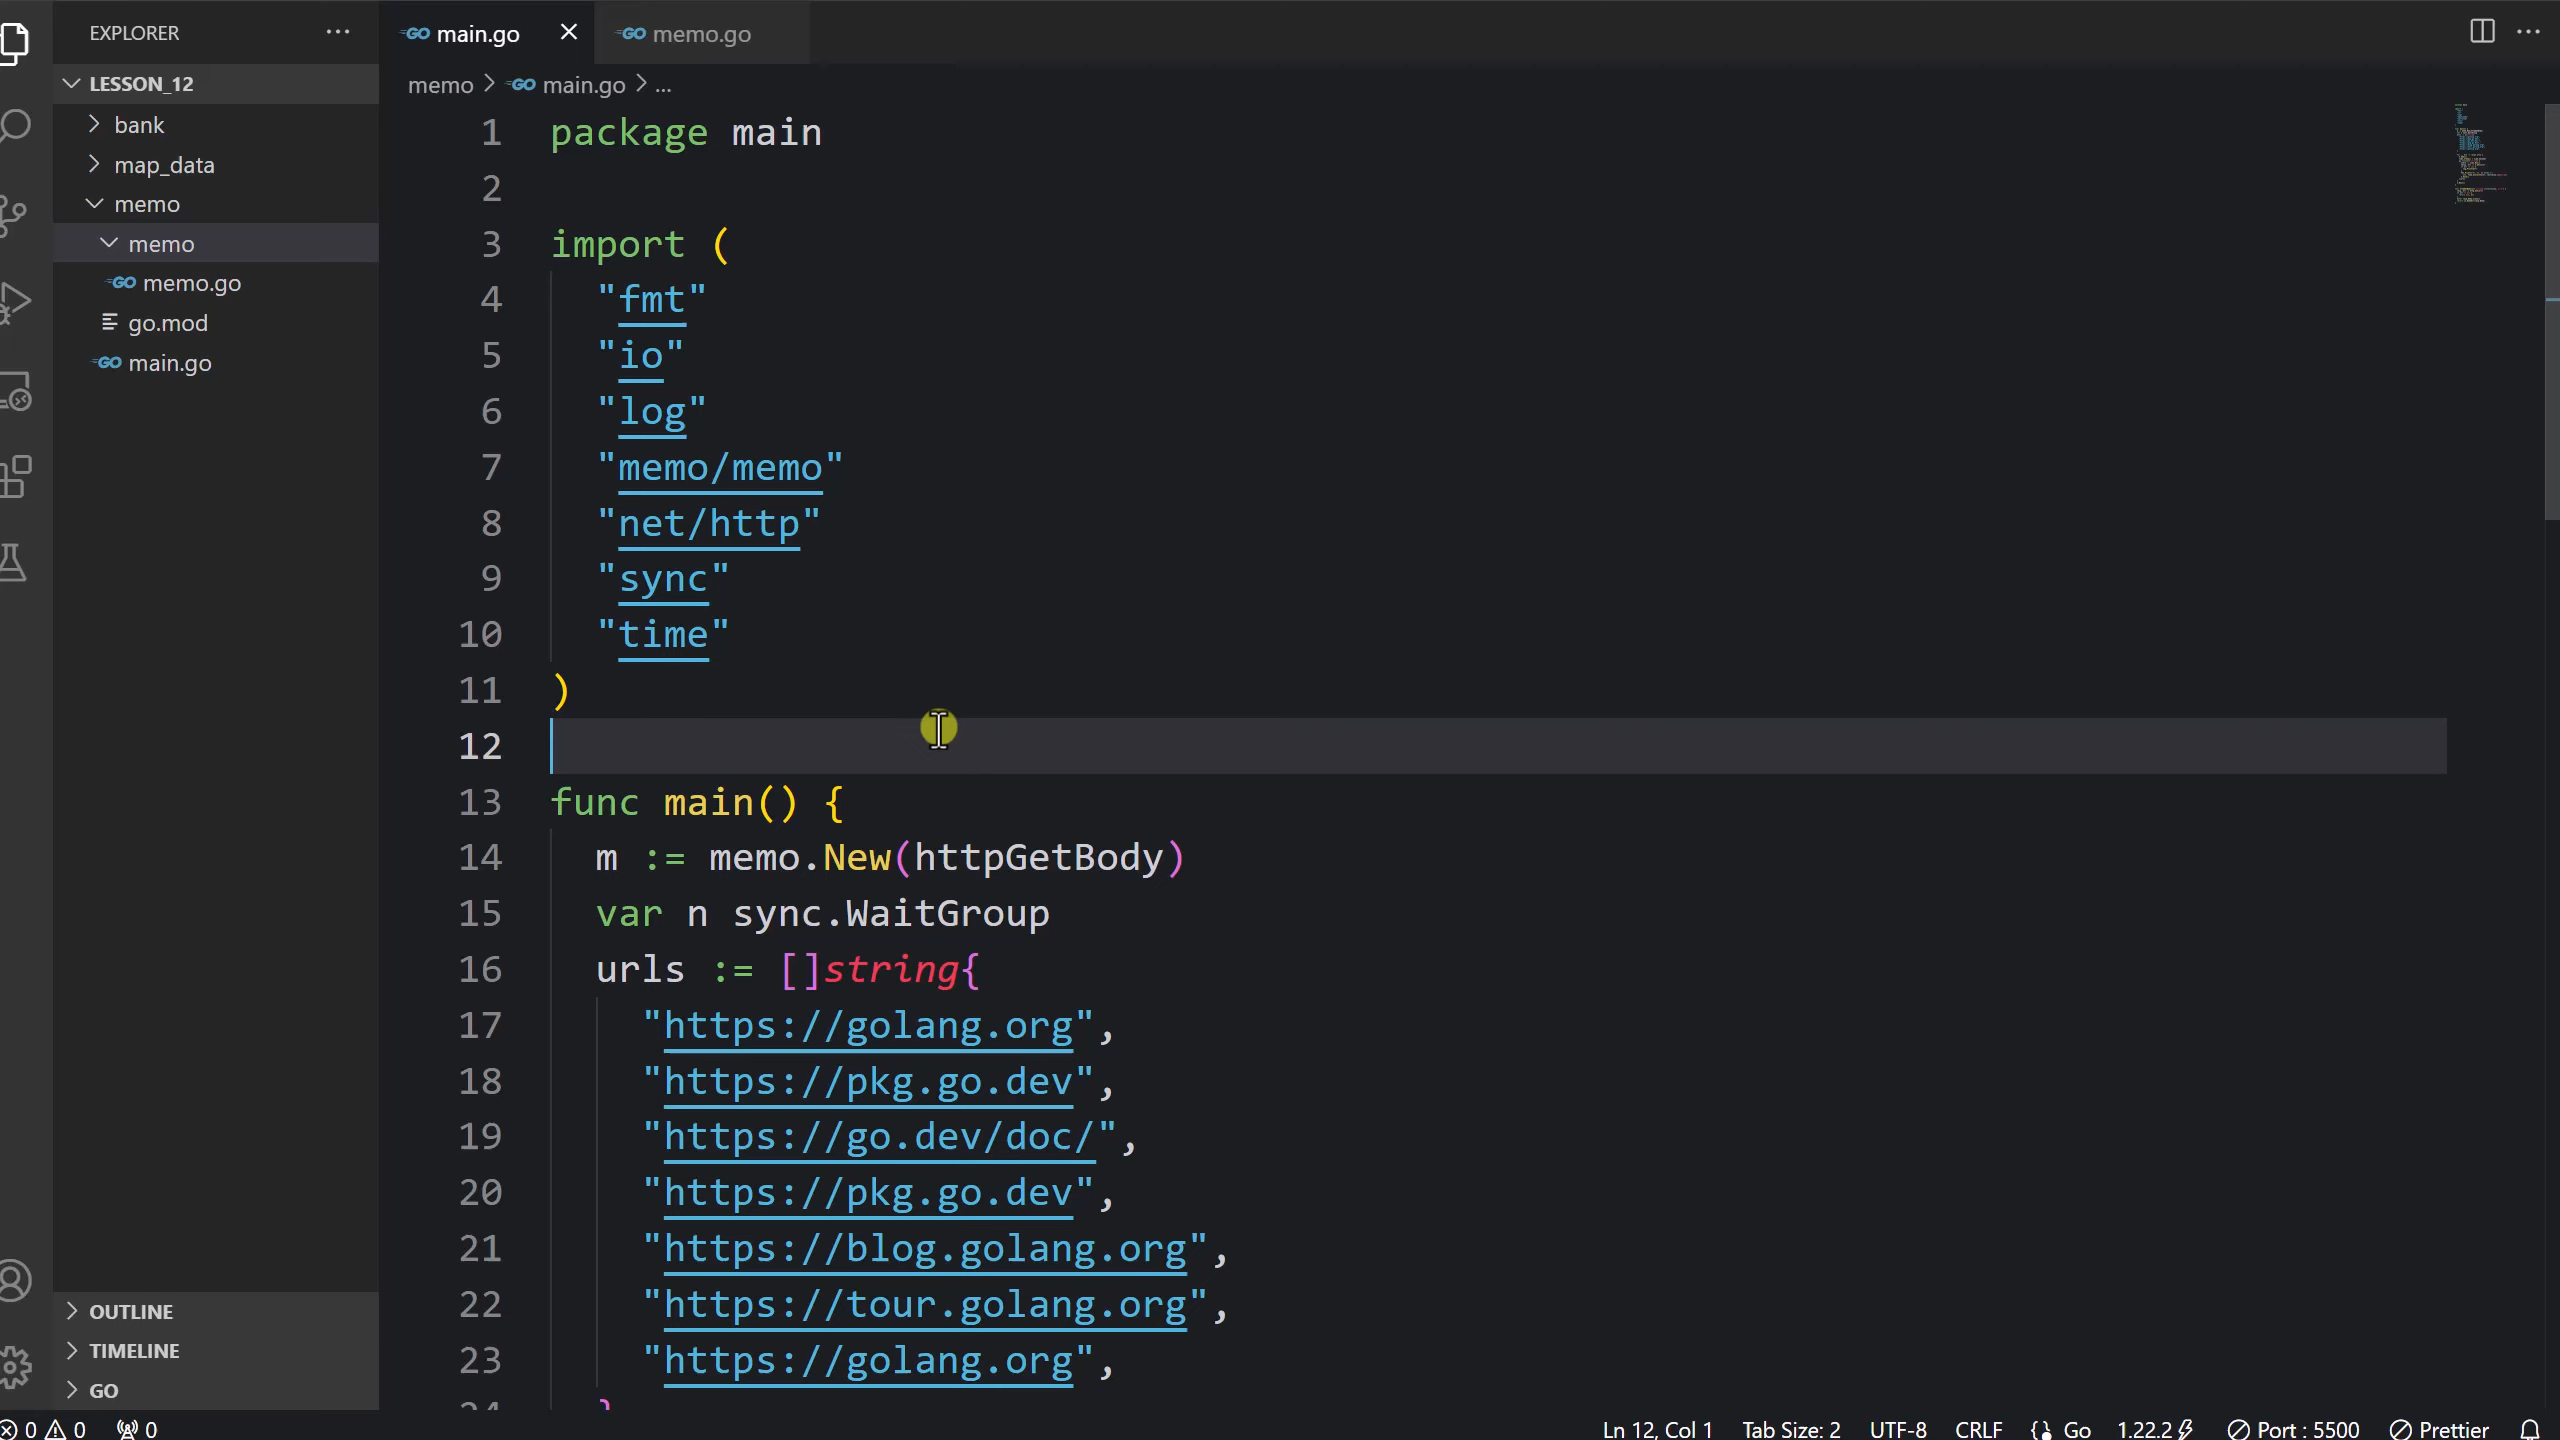 EXPLORER
main.go
memo.go
LESSON_12
memo > main.go > ...
bank
map_data
memo
memo
memo.go
go.mod
main.go
1 package main
2
3 import (
4 "fmt"
5 "io"
6 "log"
7 "memo/memo"
8 "net/http"
9 "sync"
10 "time"
11 )
12
13 func main() {
14 m := memo.New(httpGetBody)
15 var n sync.WaitGroup
16 urls := []string{
17 "https://golang.org",
18 "https://pkg.go.dev",
19 "https://go.dev/doc/",
20 "https://pkg.go.dev",
21 "https://blog.golang.org",
22 "https://tour.golang.org",
23 "https://golang.org",
24 }
OUTLINE
TIMELINE
GO
0 0 0 Ln 12, Col 1 Tab Size: 2 UTF-8 CRLF Go 1.22.2 Port : 5500 Prettier